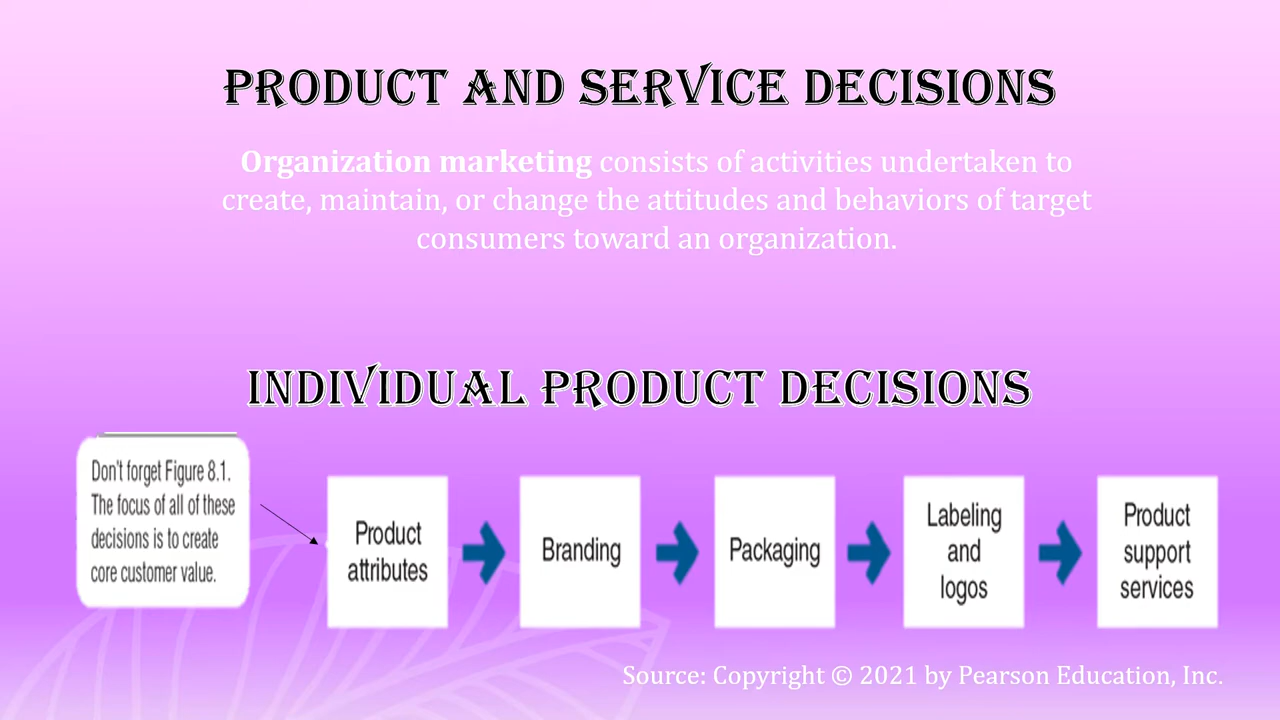 PRODUCT AND SERVICE DECISIONS
Organization marketing consists of activities undertaken to
create, maintain, or change the attitudes and behaviors of target
consumers toward an organization.
INDIVIDUAL PRODUCT DECISIONS
Don't forget Figure 8.1.
The focus of all of these
decisions is to create
core customer value.
Product
attributes
Branding
Packaging
Labeling
and
logos
Product
support
services
Source: Copyright © 2021 by Pearson Education, Inc.